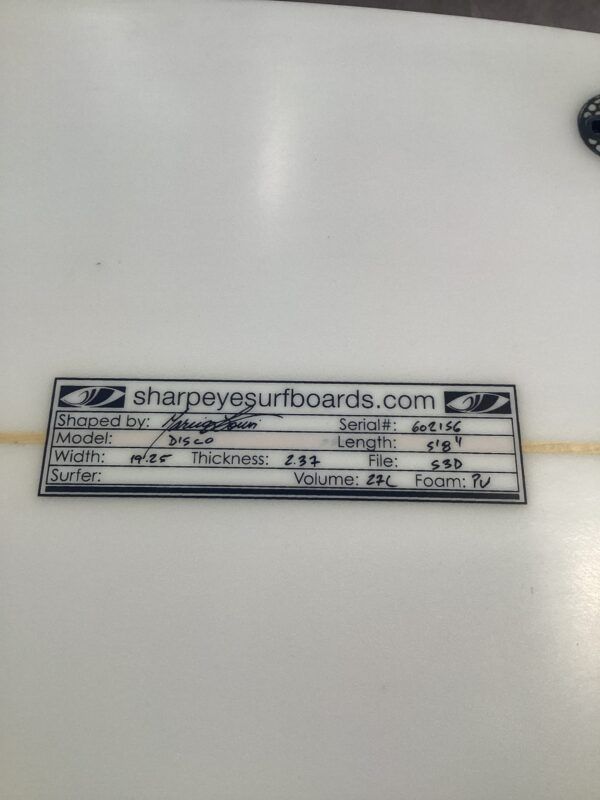 sharpeyesurfboards.com
Shaped by: Serial#: 602156
Model: DISCO Length: 5'8"
Width: 19.25 Thickness: 2.37 File: S3D
Surfer: Volume: 27L Foam: PU